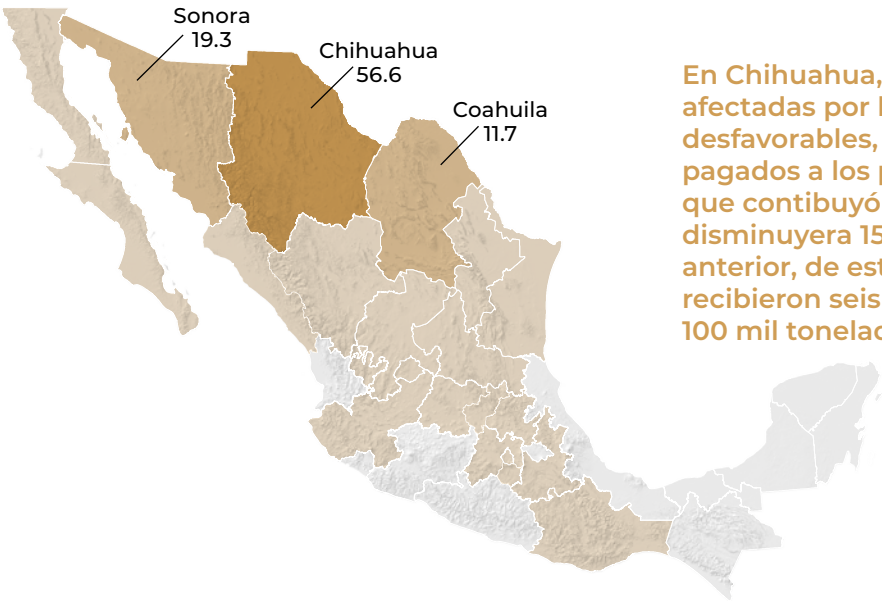 Sonora
19.3
Chihuahua
56.6
Coahuila
11.7
En Chihuahua,
afectadas por
desfavorables,
pagados a los
que contibuyó
disminuyera 15
anterior, de est
recibieron seis
100 mil tonelad